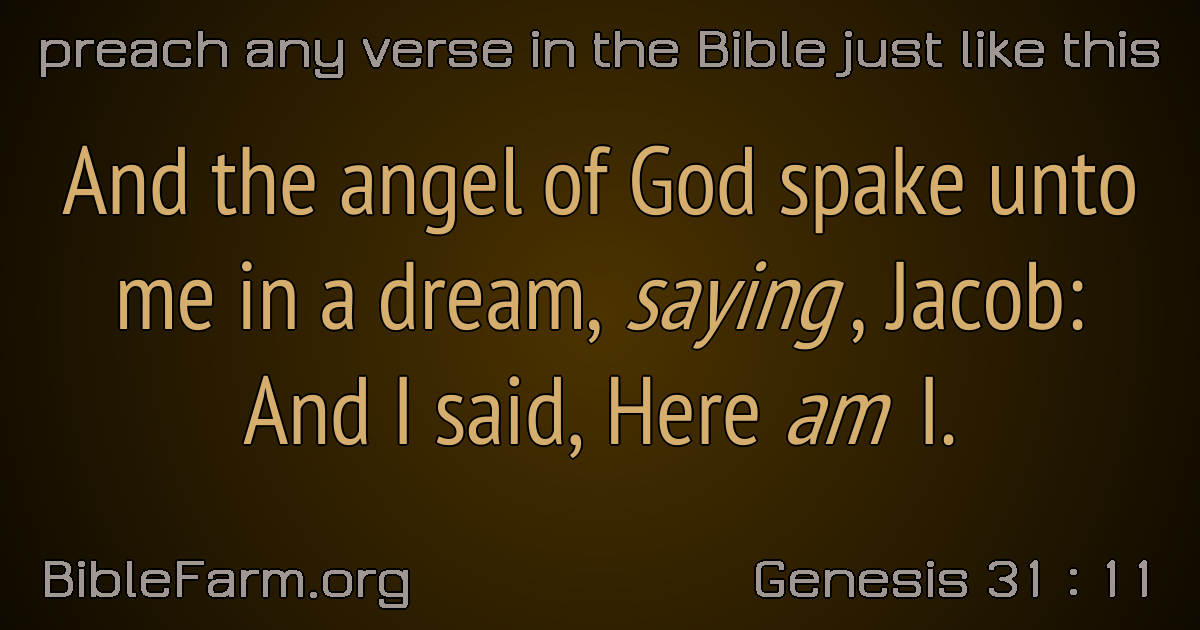 preach any verse in the Bible just like this
And the angel of God spake unto
me in a dream, saying , Jacob:
And I said, Here am I.
BibleFarm.org
Genesis 31 : 11